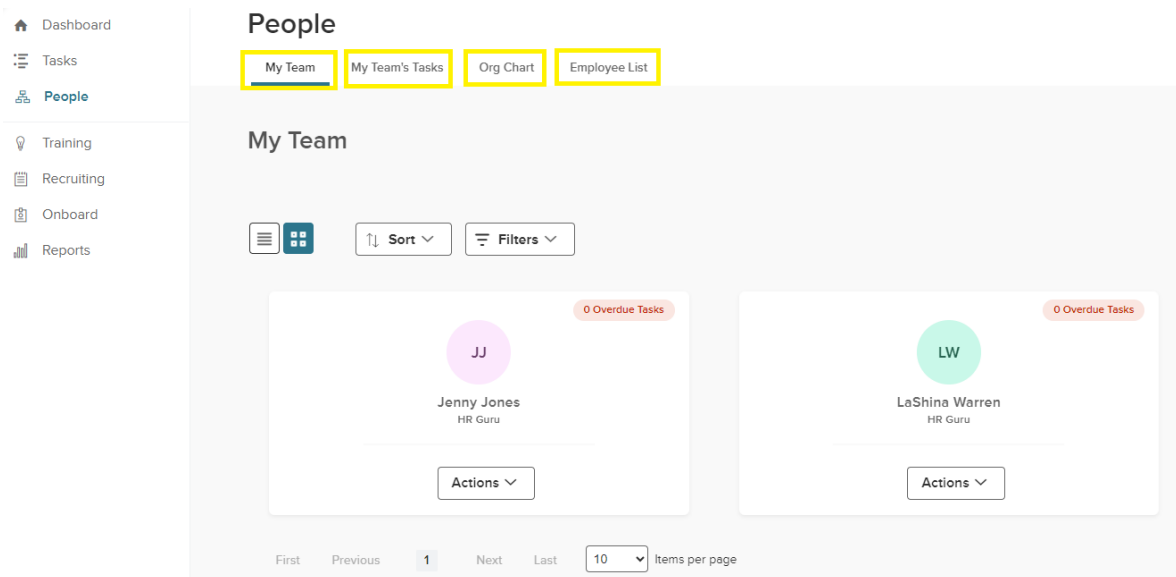 Dashboard
Tasks
People
Training
Recruiting
Onboard
Reports
People
My Team My Team's Tasks Org Chart Employee List
My Team
Sort Filters
0 Overdue Tasks
JJ
Jenny Jones
HR Guru
Actions
0 Overdue Tasks
LW
LaShina Warren
HR Guru
Actions
First Previous 1 Next Last 10 Items per page